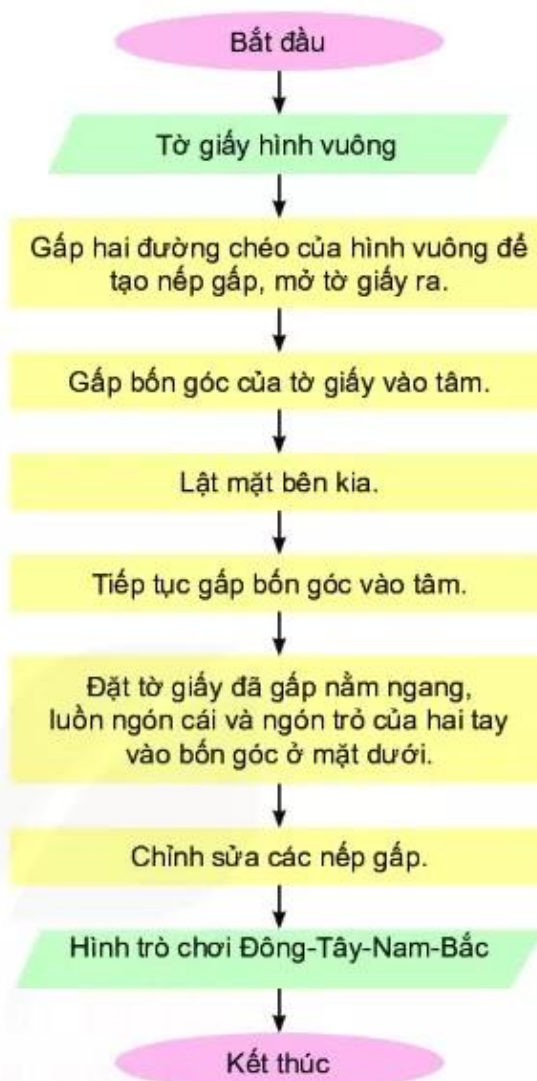 Bắt đầu
Tờ giấy hình vuông
Gấp hai đường chéo của hình vuông để
tạo nếp gấp, mở tờ giấy ra.
Gấp bốn góc của tờ giấy vào tâm.
Lật mặt bên kia.
Tiếp tục gấp bốn góc vào tâm.
Đặt tờ giấy đã gấp nằm ngang,
luồn ngón cái và ngón trỏ của hai tay
vào bốn góc ở mặt dưới.
Chỉnh sửa các nếp gấp.
Hình trò chơi Đông-Tây-Nam-Bắc
Kết thúc